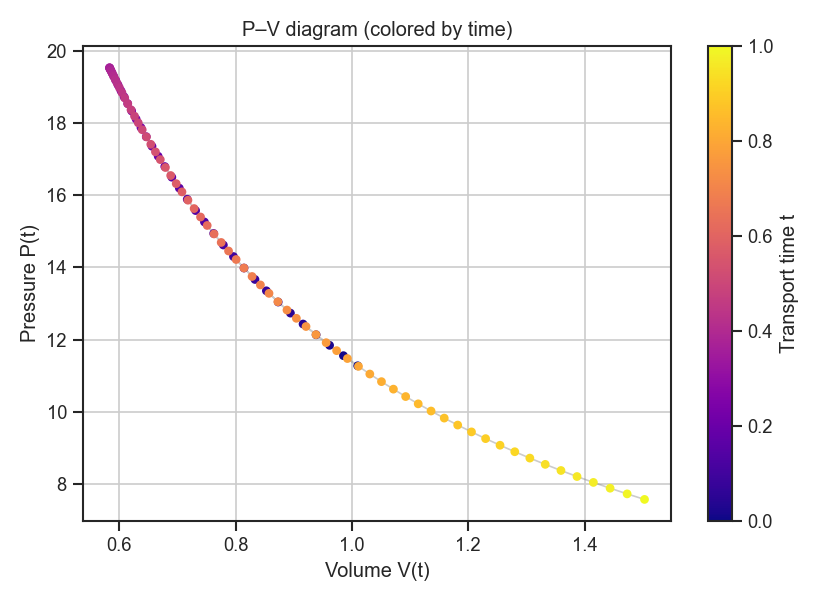 P–V diagram (colored by time)
Pressure P(t)
20
18
16
14
12
10
8
0.6 0.8 1.0 1.2 1.4
Volume V(t)
1.0
0.8
0.6
0.4
0.2
0.0
Transport time t